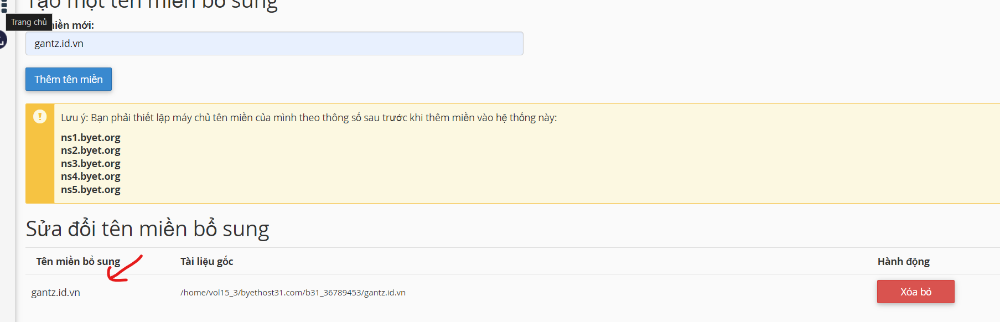 Tạo một tên miền bổ sung
Trang chủ
miền mới:
gantz.id.vn
Thêm tên miền
Lưu ý: Bạn phải thiết lập máy chủ tên miền của mình theo thông số sau trước khi thêm miền vào hệ thống này:
ns1.byet.org
ns2.byet.org
ns3.byet.org
ns4.byet.org
ns5.byet.org
Sửa đổi tên miền bổ sung
Tên miền bổ sung Tài liệu gốc Hành động
gantz.id.vn /home/vol15_3/byethost31.com/b31_36789453/gantz.id.vn Xóa bỏ